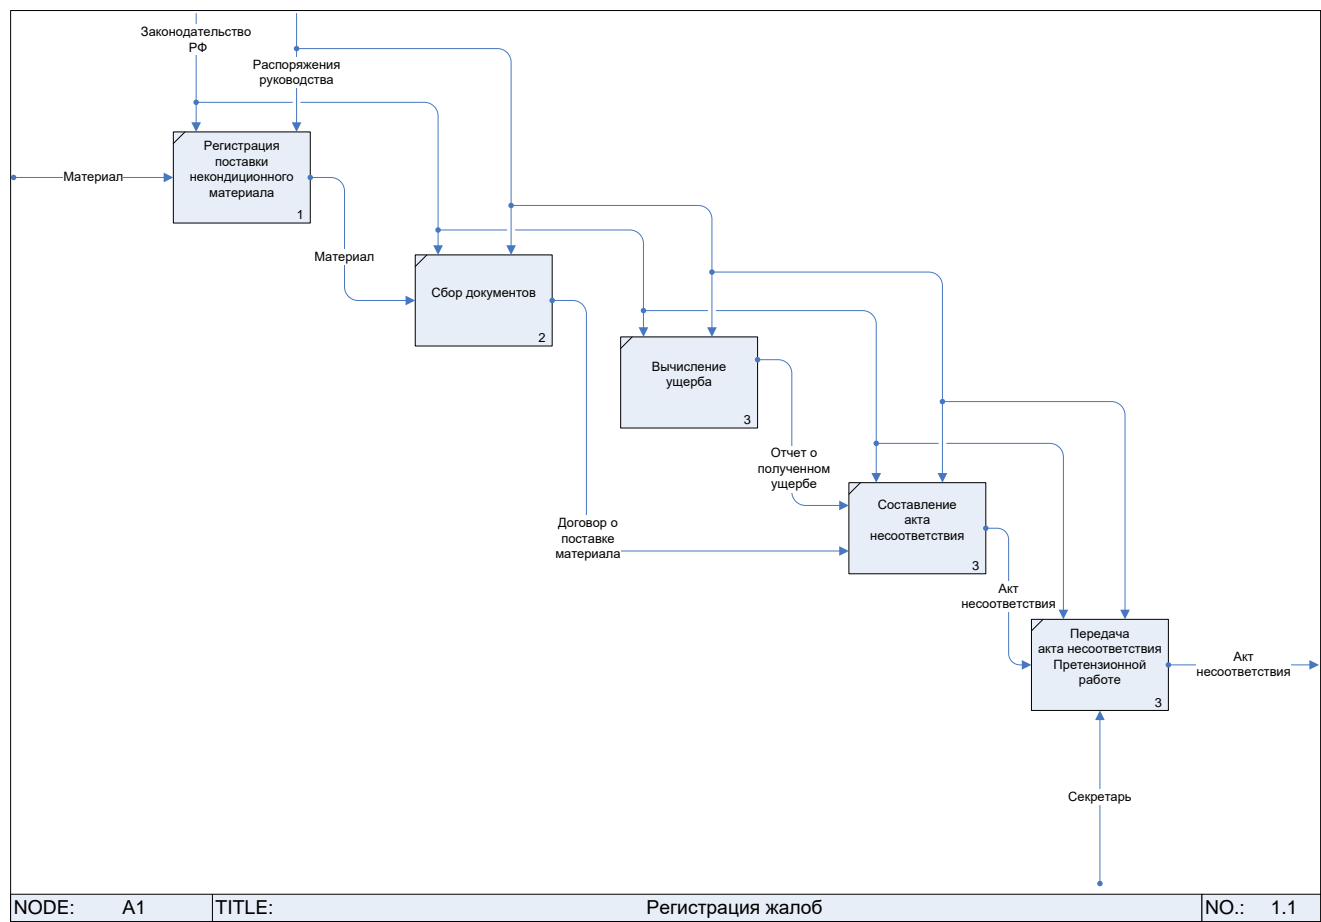 Законодательство
РФ
Распоряжения
руководства
Регистрация
поставки
некондиционного
материала
1
Материал
Материал
Сбор документов
2
Вычисление
ущерба
3
Отчет о
полученном
ущербе
Составление
акта
несоответствия
3
Договор о
поставке
материала
Акт
несоответствия
Передача
акта несоответствия
Претензионной
работе
3
Акт
несоответствия
Секретарь
NODE: A1 TITLE: Регистрация жалоб NO.: 1.1